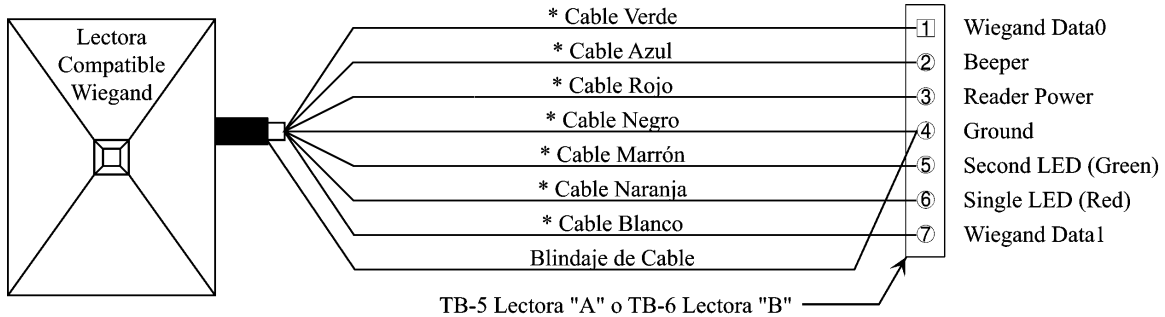 Lectora
Compatible
Wiegand
* Cable Verde 1 Wiegand Data0
* Cable Azul 2 Beeper
* Cable Rojo 3 Reader Power
* Cable Negro 4 Ground
* Cable Marrón 5 Second LED (Green)
* Cable Naranja 6 Single LED (Red)
* Cable Blanco 7 Wiegand Data1
Blindaje de Cable
TB-5 Lectora "A" o TB-6 Lectora "B"